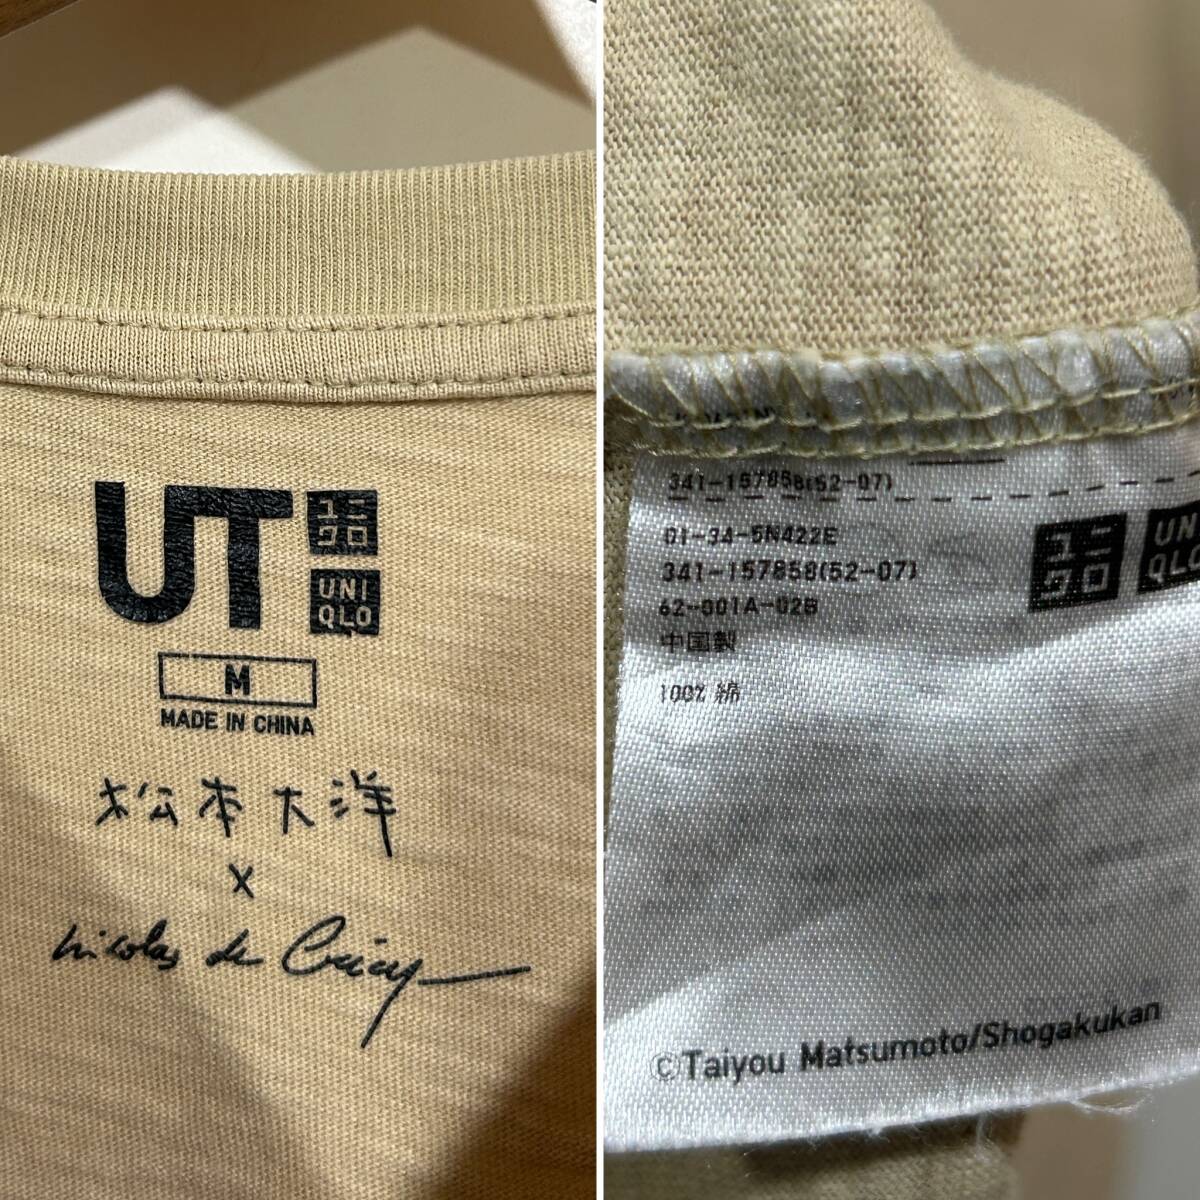 UT
ユニ
クロ
UNI
QLO
M
MADE IN CHINA
松本大洋
x
Nicolas de Crécy
341-157858(52-07)
01-34-5N422E
341-157858(52-07)
62-001A-02B
中国製
100% 綿
ユニ
クロ
UN
QLO
©Taiyou Matsumoto/Shogakukan